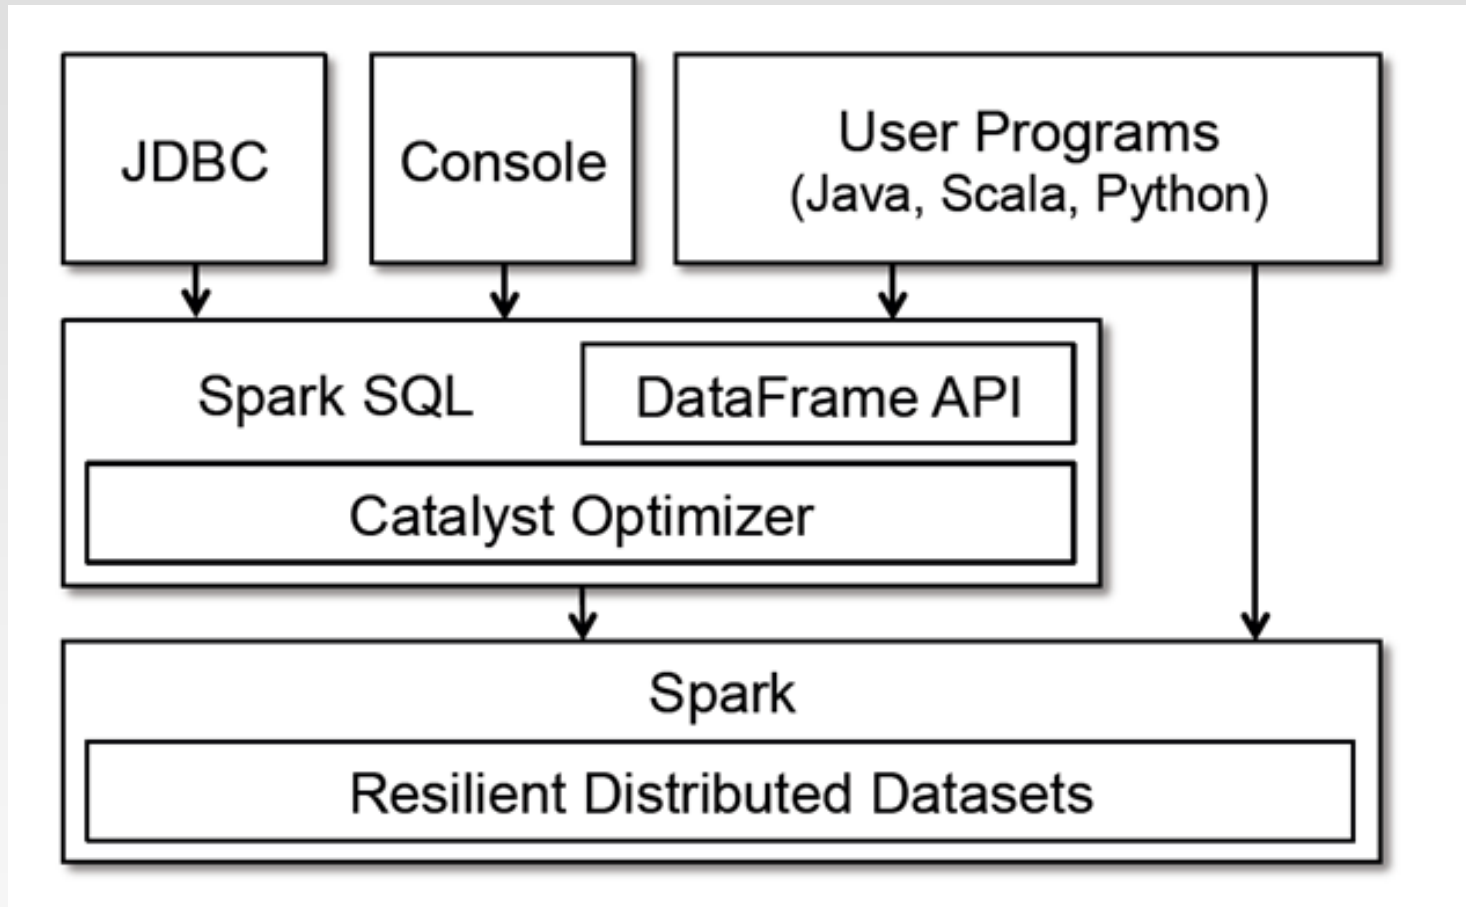 JDBC
Console
User Programs
(Java, Scala, Python)
Spark SQL
DataFrame API
Catalyst Optimizer
Spark
Resilient Distributed Datasets